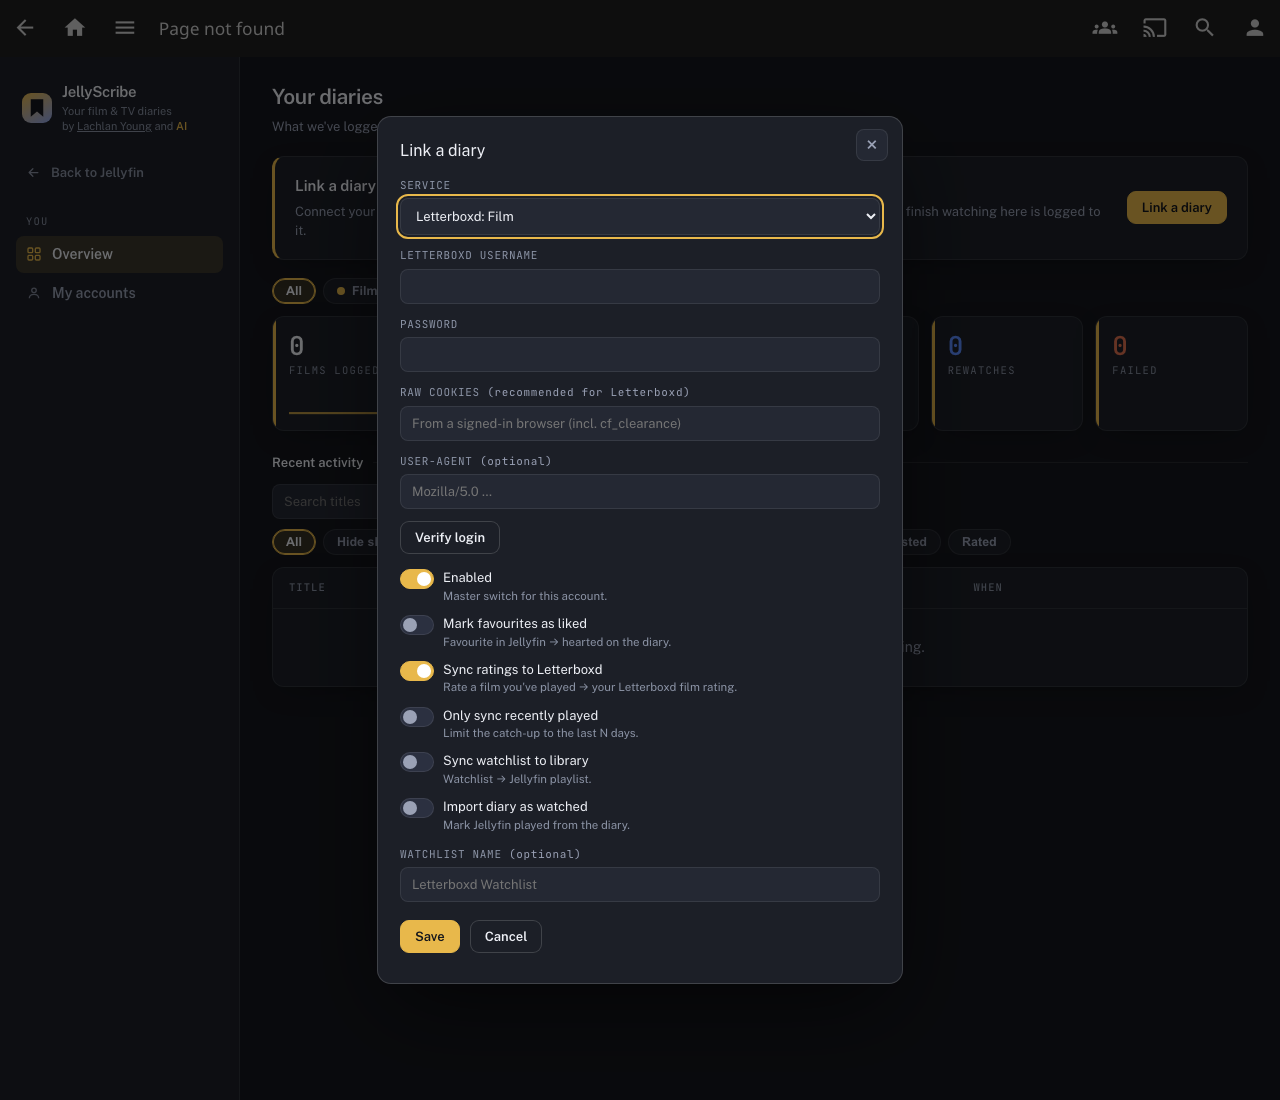 Page not found
JellyScribe
Your film & TV diaries
by Lachlan Young and AI
Back to Jellyfin
YOU
Overview
My accounts
Your diaries
What we've logge
Link a diary
Connect your
finish watching here is logged to
it.
Link a diary
All
Film
0
FILMS LOGGED
0
REWATCHES
0
FAILED
Recent activity
Search titles
All
Hide s
sted
Rated
TITLE
WHEN
ng.
Link a diary
SERVICE
Letterboxd: Film
LETTERBOXD USERNAME
PASSWORD
RAW COOKIES (recommended for Letterboxd)
From a signed-in browser (incl. cf_clearance)
USER-AGENT (optional)
Mozilla/5.0 ...
Verify login
Enabled
Master switch for this account.
Mark favourites as liked
Favourite in Jellyfin → hearted on the diary.
Sync ratings to Letterboxd
Rate a film you've played → your Letterboxd film rating.
Only sync recently played
Limit the catch-up to the last N days.
Sync watchlist to library
Watchlist → Jellyfin playlist.
Import diary as watched
Mark Jellyfin played from the diary.
WATCHLIST NAME (optional)
Letterboxd Watchlist
Save
Cancel